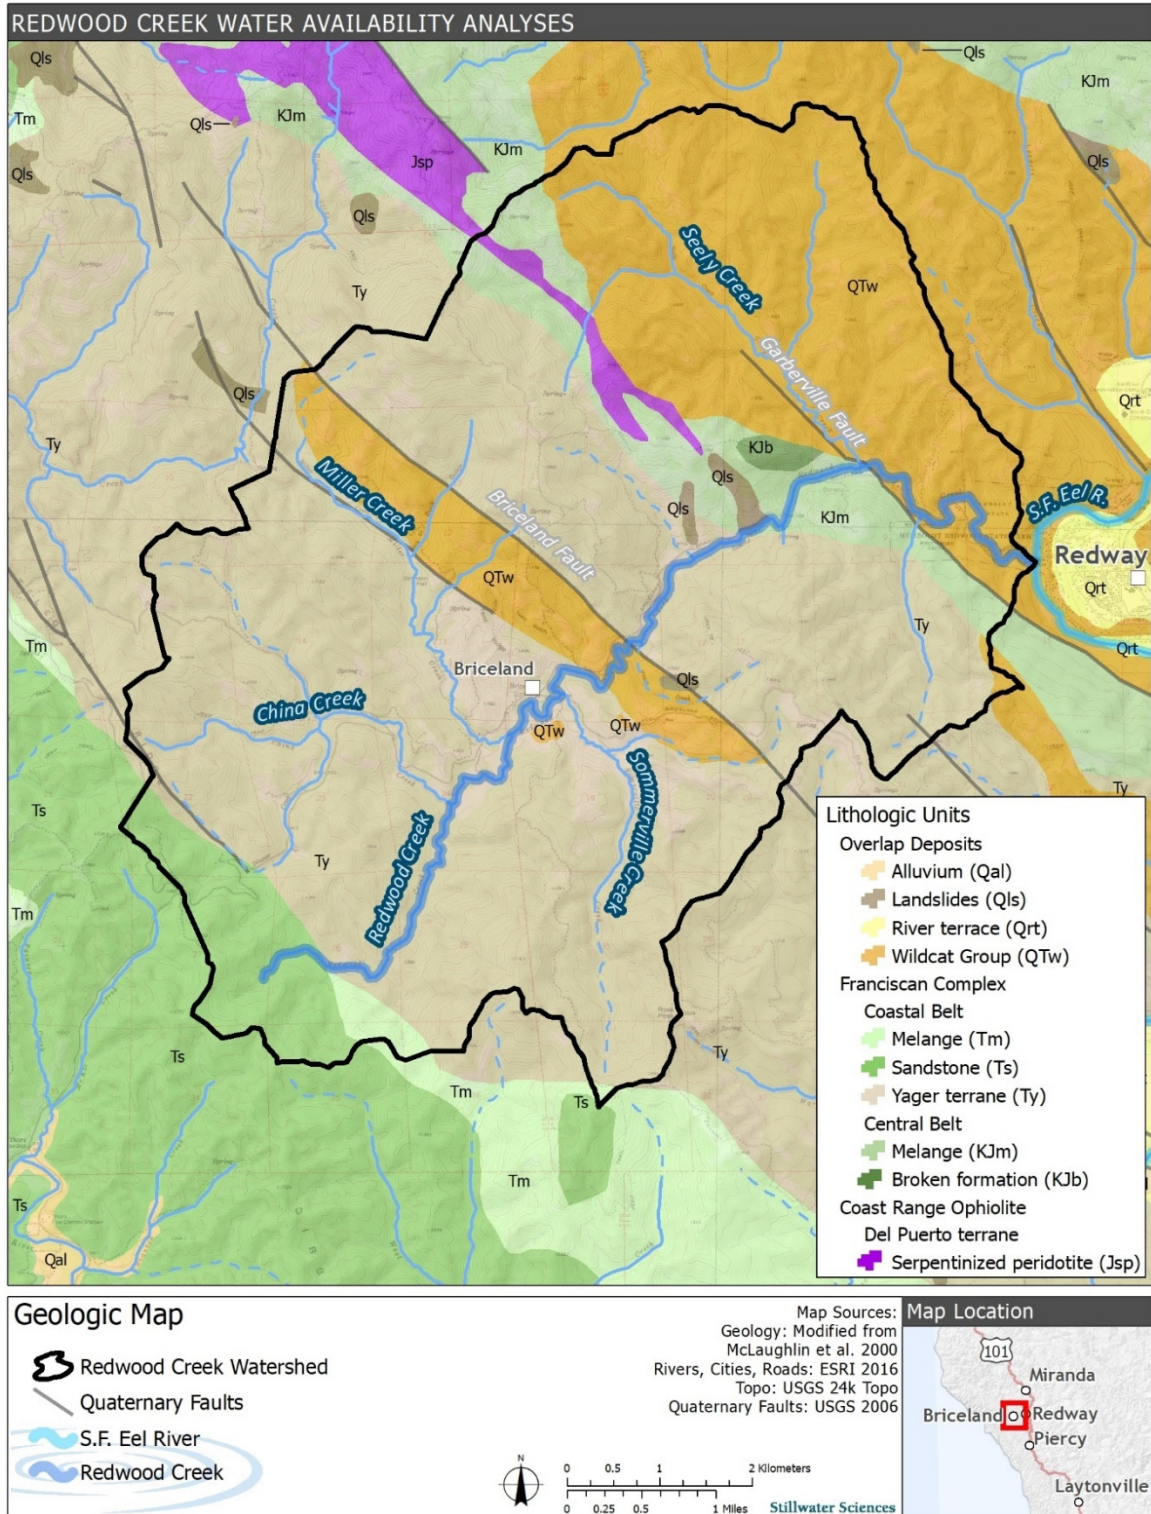 REDWOOD CREEK WATER AVAILABILITY ANALYSES
Qls
Qls
KJm
Tm
Qls
KJm
KJm
Jsp
Qls
Qls
Qls
Seely Creek
Ty
QTw
Garberville Fault
Qls
Qrt
Ty
KJb
Miller Creek
Qls
Qls
S.F. Eel R.
Briceland Fault
KJm
Redway
QTw
Qrt
Ty
Tm
Qrt
Briceland
Qls
China Creek
QTw
QTw
Sommerville Creek
Ty
Ts
Redwood Creek
Ty
Tm
Ts
Ty
Tm
Ts
Tm
Ts
Qal
Lithologic Units
Overlap Deposits
Alluvium (Qal)
Landslides (Qls)
River terrace (Qrt)
Wildcat Group (QTw)
Franciscan Complex
Coastal Belt
Melange (Tm)
Sandstone (Ts)
Yager terrane (Ty)
Central Belt
Melange (KJm)
Broken formation (KJb)
Coast Range Ophiolite
Del Puerto terrane
Serpentinized peridotite (Jsp)
Geologic Map
Redwood Creek Watershed
Quaternary Faults
S.F. Eel River
Redwood Creek
Map Sources:
Geology: Modified from
McLaughlin et al. 2000
Rivers, Cities, Roads: ESRI 2016
Topo: USGS 24k Topo
Quaternary Faults: USGS 2006
N
0 0.5 1 2 Kilometers
0 0.25 0.5 1 Miles
Stillwater Sciences
Map Location
101
Miranda
Briceland
Redway
Piercy
Laytonville